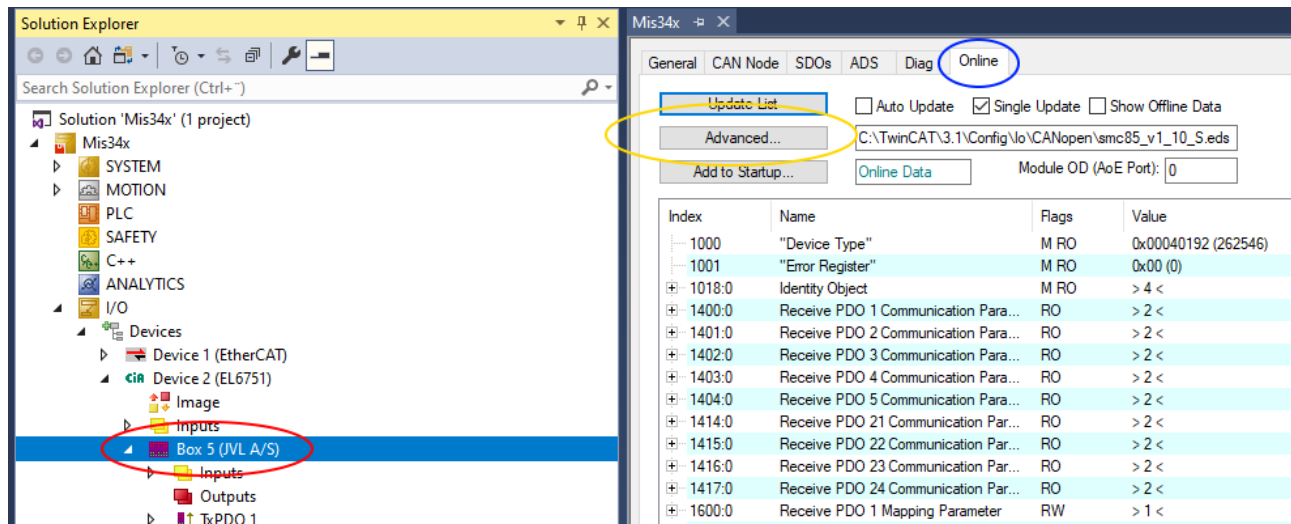 Solution Explorer
Search Solution Explorer (Ctrl+¨)
Solution 'Mis34x' (1 project)
Mis34x
SYSTEM
MOTION
PLC
SAFETY
C++
ANALYTICS
I/O
Devices
Device 1 (EtherCAT)
CiA Device 2 (EL6751)
Image
Inputs
Box 5 (JVL A/S)
Inputs
Outputs
TxPDO 1
Mis34x
General CAN Node SDOs ADS Diag Online
Update List Auto Update Single Update Show Offline Data
Advanced... C:\TwinCAT\3.1\Config\Io\CANopen\smc85_v1_10_S.eds
Add to Startup... Online Data Module OD (AoE Port): 0
Index Name Flags Value
1000 "Device Type" M RO 0x00040192 (262546)
1001 "Error Register" M RO 0x00 (0)
1018:0 Identity Object M RO > 4 <
1400:0 Receive PDO 1 Communication Para... RO > 2 <
1401:0 Receive PDO 2 Communication Para... RO > 2 <
1402:0 Receive PDO 3 Communication Para... RO > 2 <
1403:0 Receive PDO 4 Communication Para... RO > 2 <
1404:0 Receive PDO 5 Communication Para... RO > 2 <
1414:0 Receive PDO 21 Communication Par... RO > 2 <
1415:0 Receive PDO 22 Communication Par... RO > 2 <
1416:0 Receive PDO 23 Communication Par... RO > 2 <
1417:0 Receive PDO 24 Communication Par... RO > 2 <
1600:0 Receive PDO 1 Mapping Parameter RW > 1 <